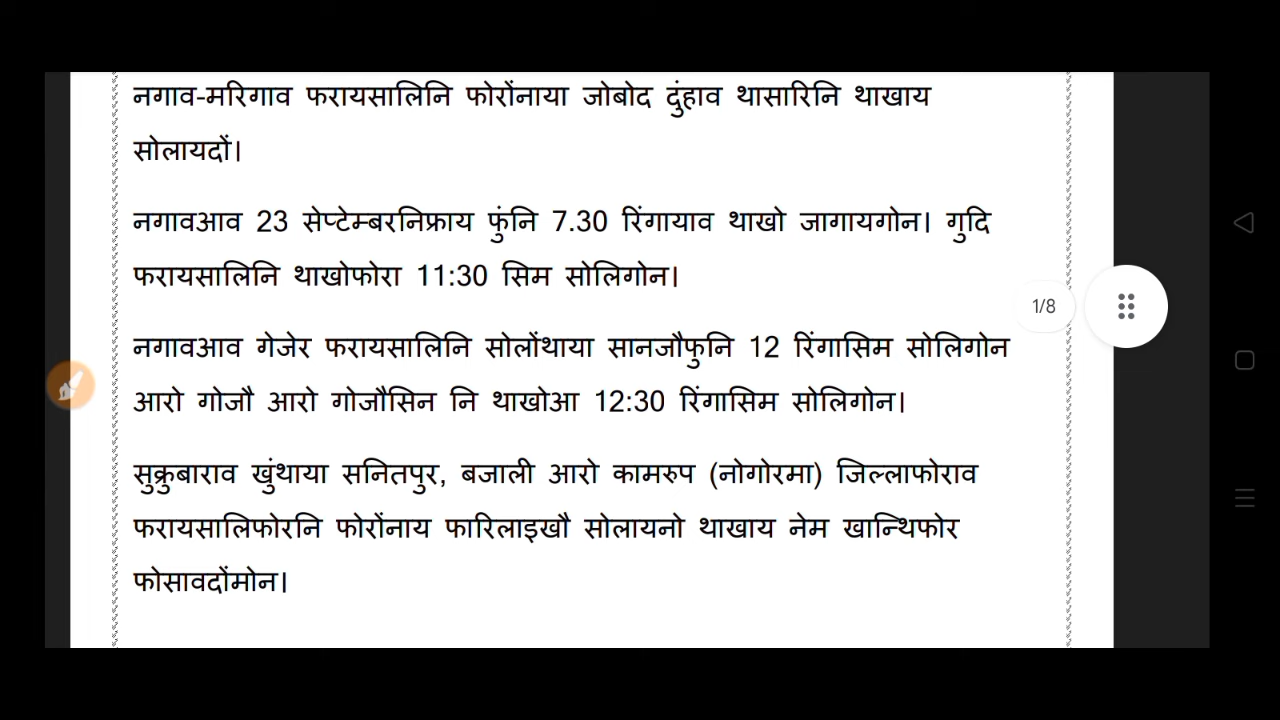 नगाव-मरिगाव फरायसालिनि फोरोंनाया जोबोद दुंहाव थासारिनि थाखाय
सोलायदों।
नगावआव 23 सेप्टेम्बरनिफ्राय फुंनि 7.30 रिंगायाव थाखो जागायगोन। गुदि
फरायसालिनि थाखोफोरा 11:30 सिम सोलिगोन।
नगावआव गेजेर फरायसालिनि सोलोंथाया सानजौफुनि 12 रिंगासिम सोलिगोन
आरो गोजौ आरो गोजौसिन नि थाखोआ 12:30 रिंगासिम सोलिगोन।
सुक्रुबाराव खुंथाया सनितपुर, बजाली आरो कामरुप (नोगोरमा) जिल्लाफोराव
फरायसालिफोरनि फोरोंनाय फारिलाइखौ सोलायनो थाखाय नेम खान्थिफोर
फोसावदोंमोन।
1/8